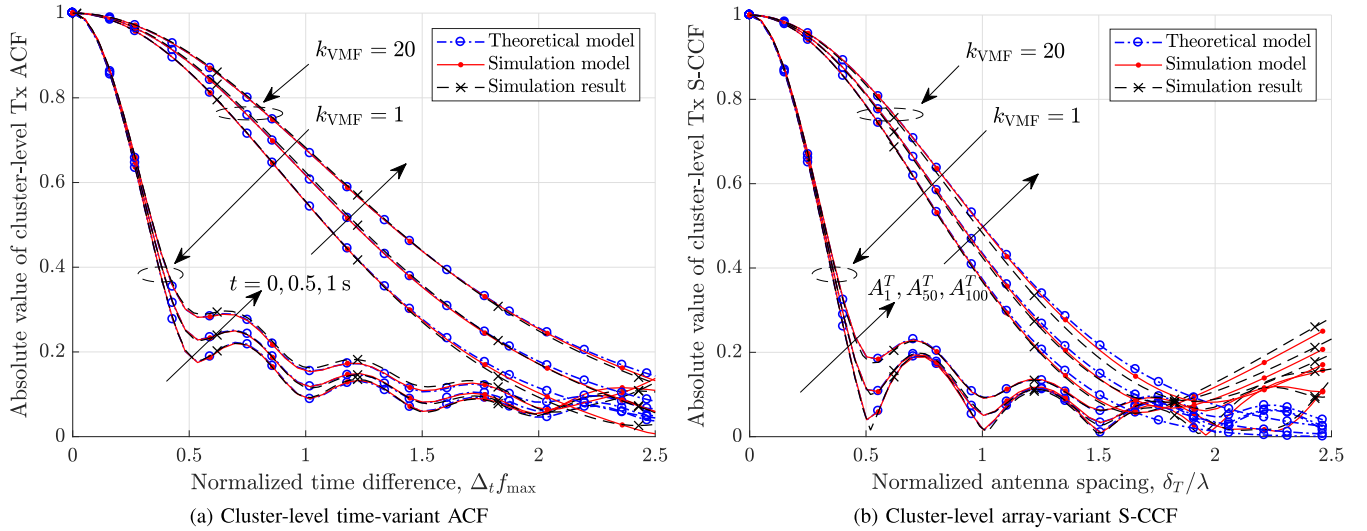 Absolute value of cluster-level Tx ACF
1
0.8
0.6
0.4
0.2
0
0
0.5
1
1.5
2
2.5
k_VMF = 20
k_VMF = 1
t = 0, 0.5, 1 s
Theoretical model
Simulation model
Simulation result
Normalized time difference, Δ_t f_max
(a) Cluster-level time-variant ACF
Absolute value of cluster-level Tx S-CCF
1
0.8
0.6
0.4
0.2
0
0
0.5
1
1.5
2
2.5
k_VMF = 20
k_VMF = 1
A_1^T, A_50^T, A_100^T
Theoretical model
Simulation model
Simulation result
Normalized antenna spacing, δ_T/λ
(b) Cluster-level array-variant S-CCF